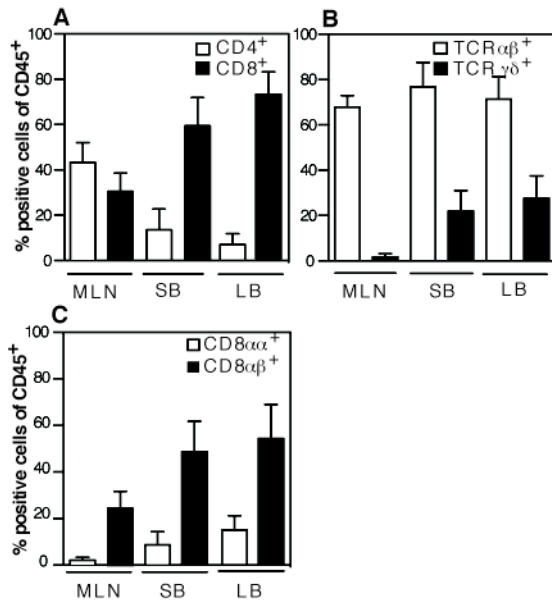 A
B
CD4+
CD8+
TCRαβ+
TCRγδ+
% positive cells of CD45+
100
80
60
40
20
0
100
80
60
40
20
0
MLN SB LB
MLN SB LB
C
CD8αα+
CD8αβ+
% positive cells of CD45+
100
80
60
40
20
0
MLN SB LB